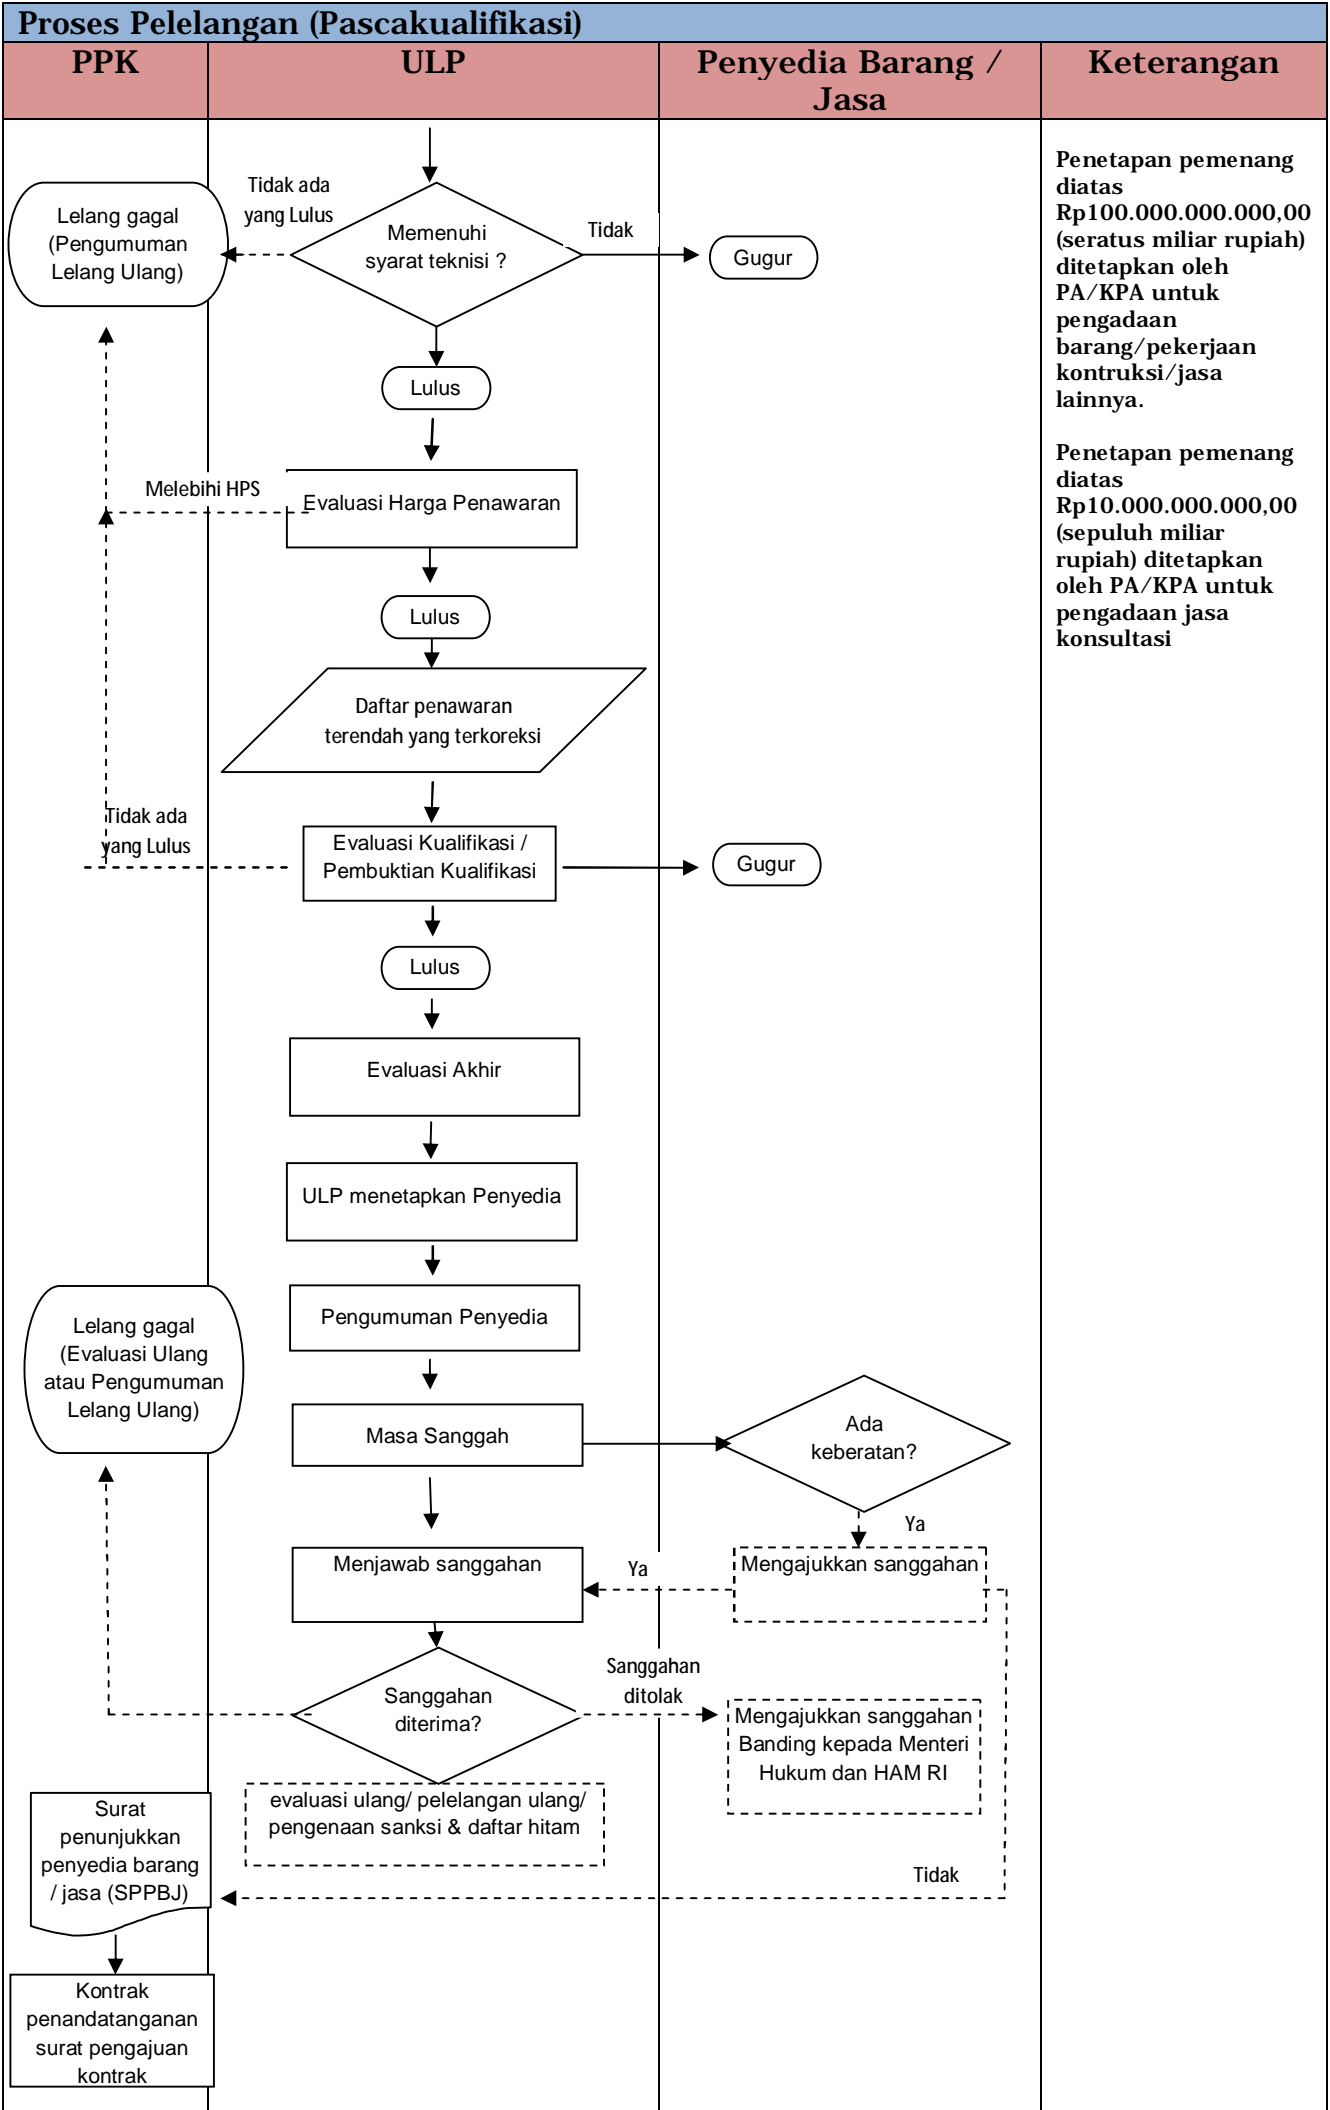 Proses Pelelangan (Pascakualifikasi)
PPK
ULP
Penyedia Barang /
Jasa
Keterangan
Tidak ada
yang Lulus
Lelang gagal
(Pengumuman
Lelang Ulang)
Memenuhi
syarat teknisi ?
Tidak
Gugur
Penetapan pemenang
diatas
Rp100.000.000.000,00
(seratus miliar rupiah)
ditetapkan oleh
PA/KPA untuk
pengadaan
barang/pekerjaan
kontruksi/jasa
lainnya.
Penetapan pemenang
diatas
Rp10.000.000.000,00
(sepuluh miliar
rupiah) ditetapkan
oleh PA/KPA untuk
pengadaan jasa
konsultasi
Lulus
Melebihi HPS
Evaluasi Harga Penawaran
Lulus
Daftar penawaran
terendah yang terkoreksi
Tidak ada
yang Lulus
Evaluasi Kualifikasi /
Pembuktian Kualifikasi
Gugur
Lulus
Evaluasi Akhir
ULP menetapkan Penyedia
Pengumuman Penyedia
Lelang gagal
(Evaluasi Ulang
atau Pengumuman
Lelang Ulang)
Masa Sanggah
Ada
keberatan?
Ya
Menjawab sanggahan
Ya
Mengajukkan sanggahan
Sanggahan
diterima?
Sanggahan
ditolak
Mengajukkan sanggahan
Banding kepada Menteri
Hukum dan HAM RI
evaluasi ulang/ pelelangan ulang/
pengenaan sanksi & daftar hitam
Surat
penunjukkan
penyedia barang
/ jasa (SPPBJ)
Tidak
Kontrak
penandatanganan
surat pengajuan
kontrak